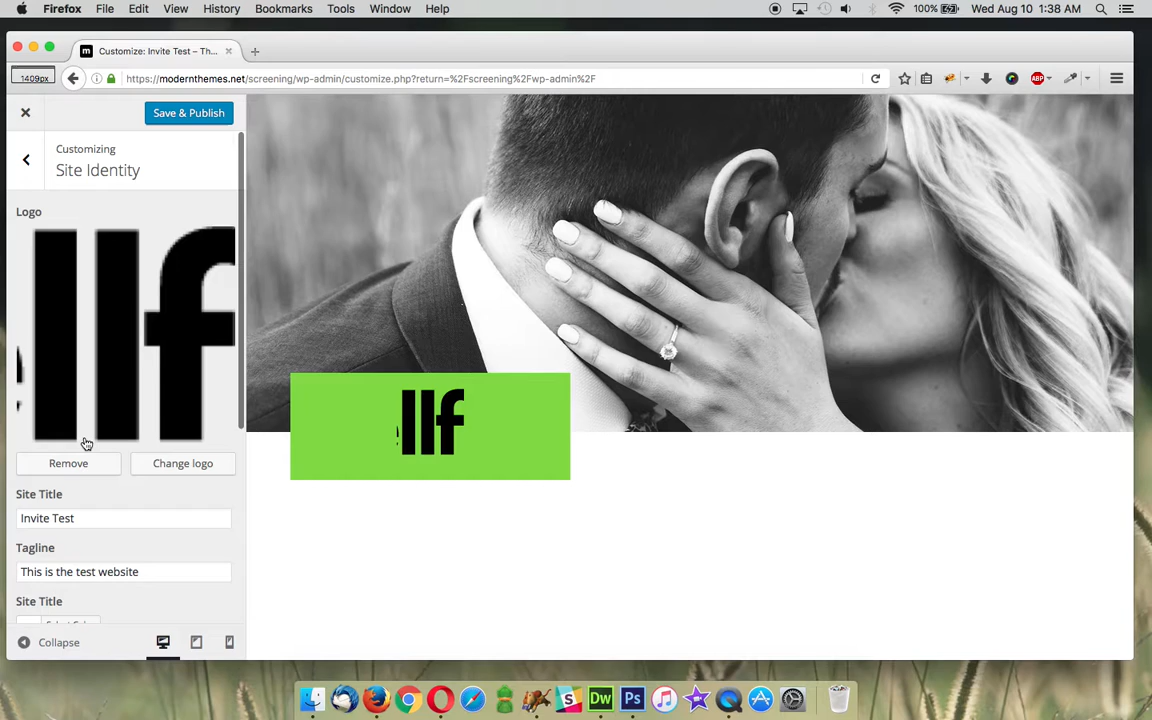 Firefox File Edit View History Bookmarks Tools Window Help 100% Wed Aug 10 1:38 AM
Customize: Invite Test – Th...
1409px https://modernthemes.net/screening/wp-admin/customize.php?return=%2Fscreening%2Fwp-admin%2F ABP
Save & Publish
Customizing
Site Identity
Logo
llf
llf
Remove Change logo
Site Title
Invite Test
Tagline
This is the test website
Site Title
Collapse
Dw Ps